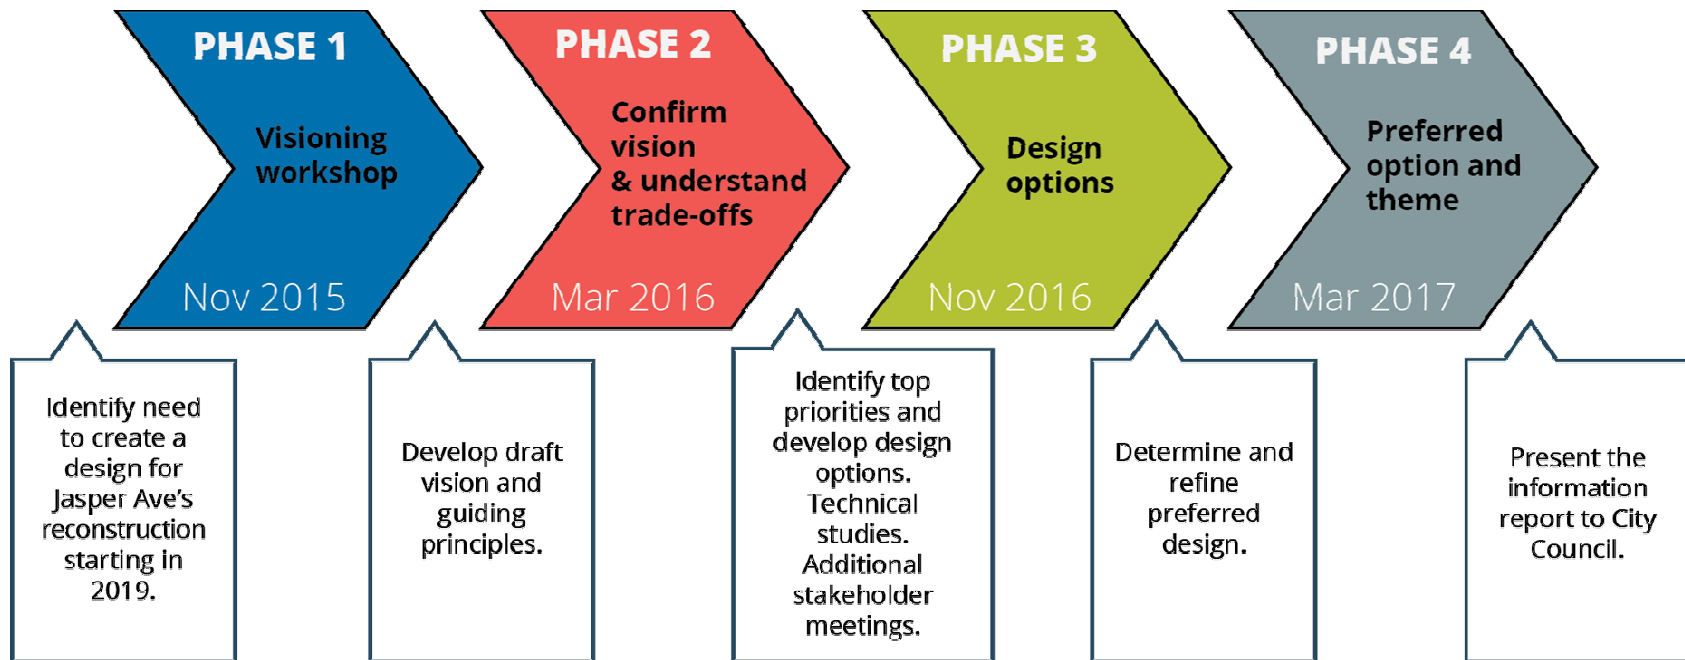 PHASE 1
Visioning
workshop
Nov 2015
PHASE 2
Confirm
vision
& understand
trade-offs
Mar 2016
PHASE 3
Design
options
Nov 2016
PHASE 4
Preferred
option and
theme
Mar 2017
Identify need
to create a
design for
Jasper Ave's
reconstruction
starting in
2019.
Develop draft
vision and
guiding
principles.
Identify top
priorities and
develop design
options.
Technical
studies.
Additional
stakeholder
meetings.
Determine and
refine
preferred
design.
Present the
information
report to City
Council.